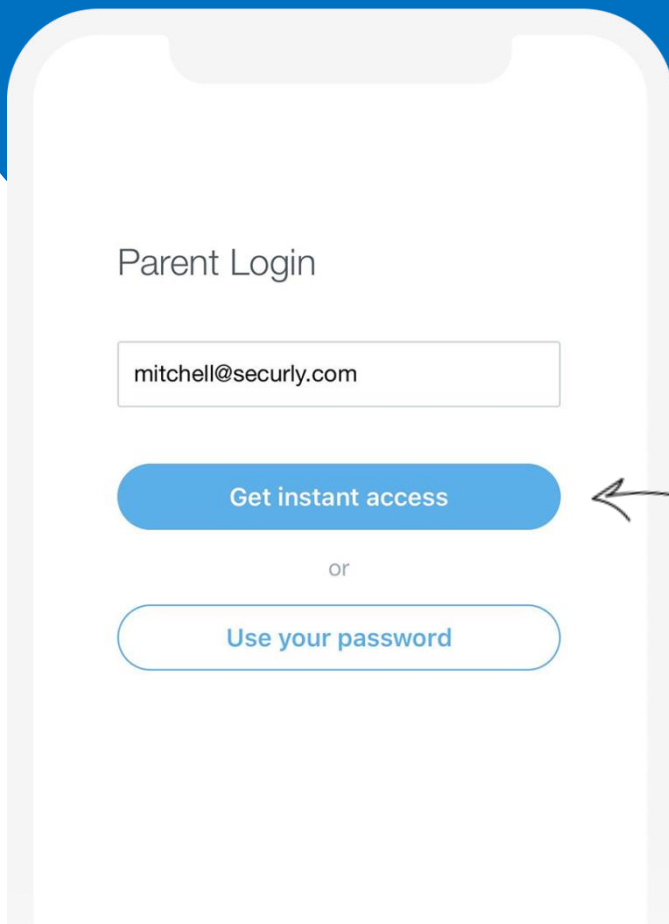 Parent Login
mitchell@securly.com
Get instant access
or
Use your password